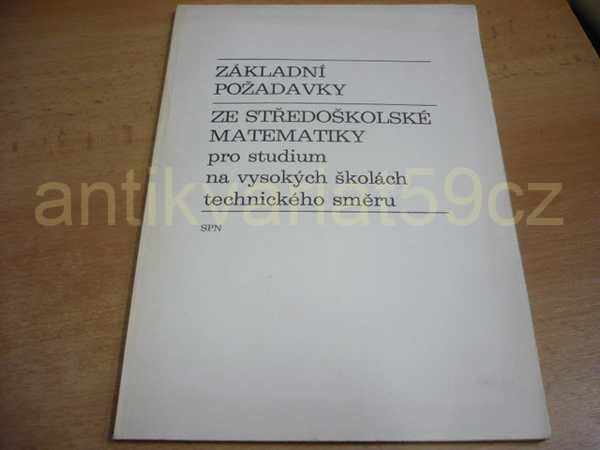 ZÁKLADNÍ
POŽADAVKY
ZE STŘEDOŠKOLSKÉ
MATEMATIKY
pro studium
na vysokých školách
technického směru
antikvariat59cz
SPN